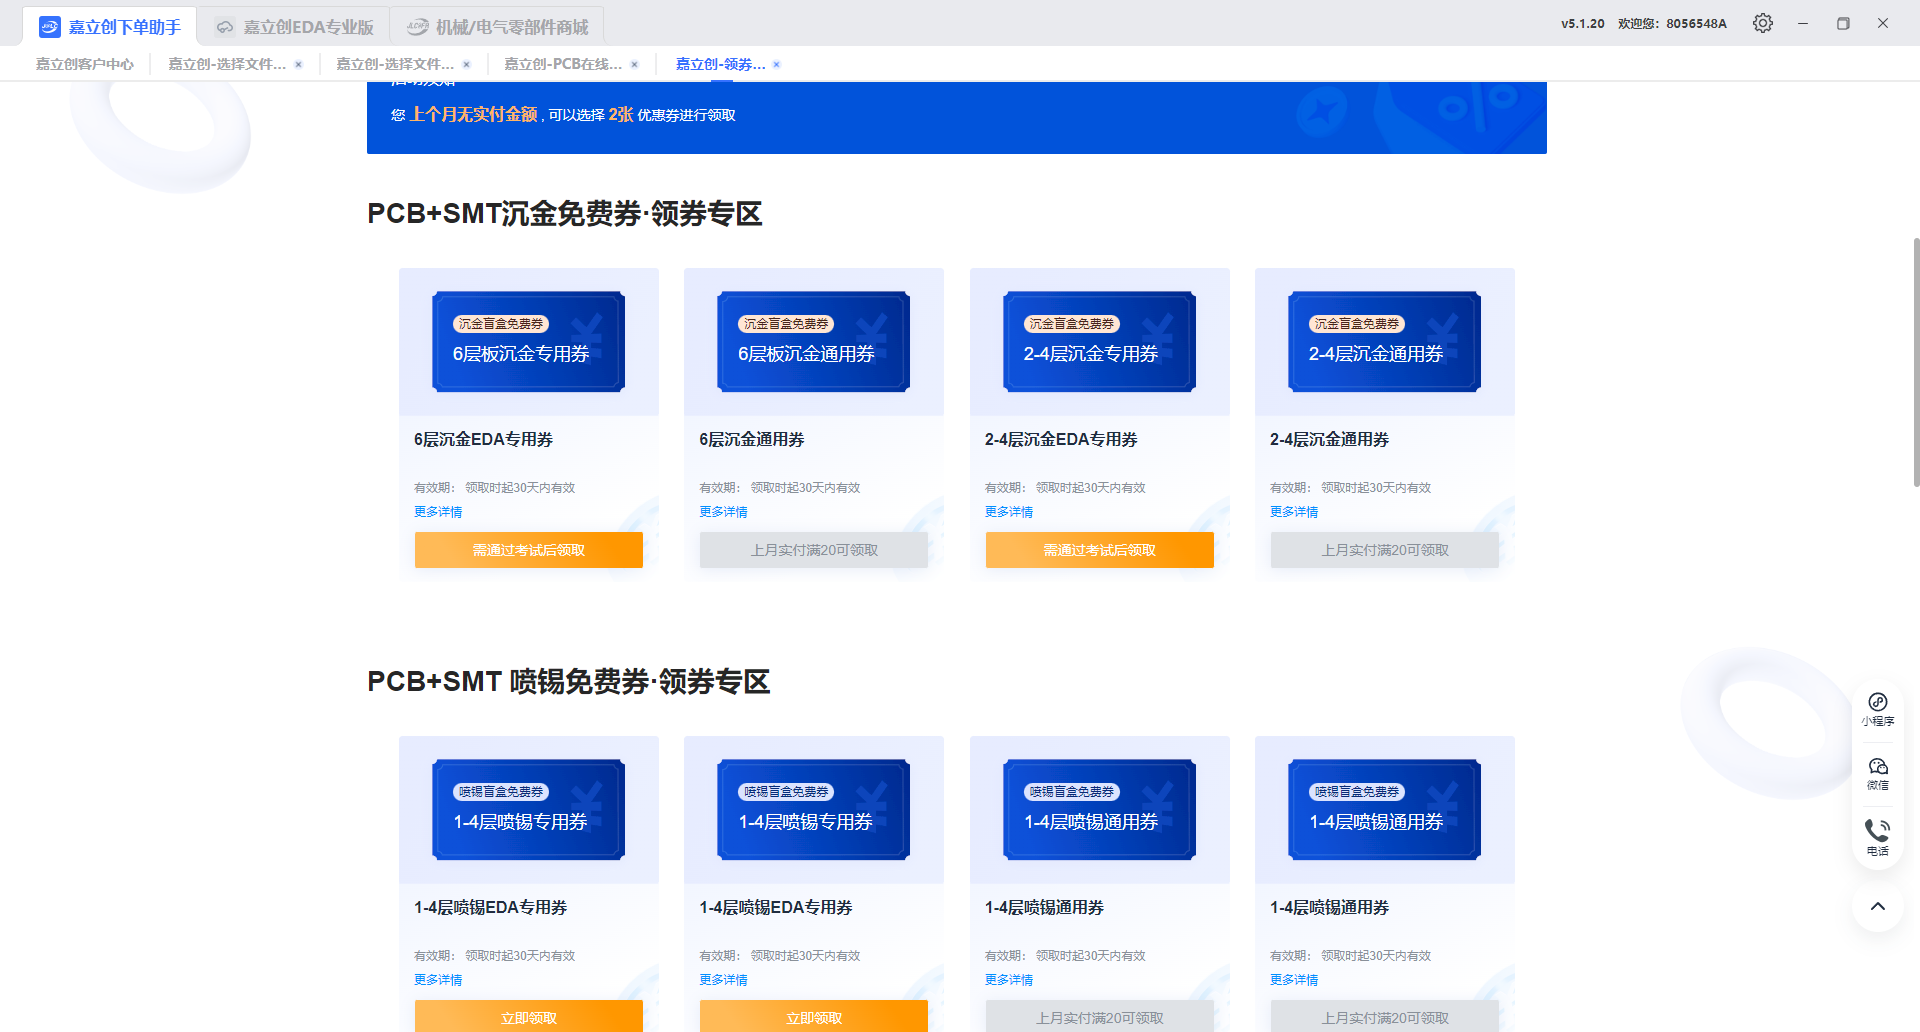 嘉立创下单助手
嘉立创EDA专业版
机械/电气零部件商城
v5.1.20 欢迎您：8056548A
嘉立创客户中心
嘉立创-选择文件...
嘉立创-选择文件...
嘉立创-PCB在线...
嘉立创-领券...
您 上个月无实付金额，可以选择 2张 优惠券进行领取
PCB+SMT沉金免费券·领券专区
沉金盲盒免费券
6层板沉金专用券
6层沉金EDA专用券
有效期： 领取时起30天内有效
更多详情
需通过考试后领取
沉金盲盒免费券
6层板沉金通用券
6层沉金通用券
有效期： 领取时起30天内有效
更多详情
上月实付满20可领取
沉金盲盒免费券
2-4层沉金专用券
2-4层沉金EDA专用券
有效期： 领取时起30天内有效
更多详情
需通过考试后领取
沉金盲盒免费券
2-4层沉金通用券
2-4层沉金通用券
有效期： 领取时起30天内有效
更多详情
上月实付满20可领取
PCB+SMT 喷锡免费券·领券专区
喷锡盲盒免费券
1-4层喷锡专用券
1-4层喷锡EDA专用券
有效期： 领取时起30天内有效
更多详情
立即领取
喷锡盲盒免费券
1-4层喷锡专用券
1-4层喷锡EDA专用券
有效期： 领取时起30天内有效
更多详情
立即领取
喷锡盲盒免费券
1-4层喷锡通用券
1-4层喷锡通用券
有效期： 领取时起30天内有效
更多详情
上月实付满20可领取
喷锡盲盒免费券
1-4层喷锡通用券
1-4层喷锡通用券
有效期： 领取时起30天内有效
更多详情
上月实付满20可领取
小程序
微信
电话